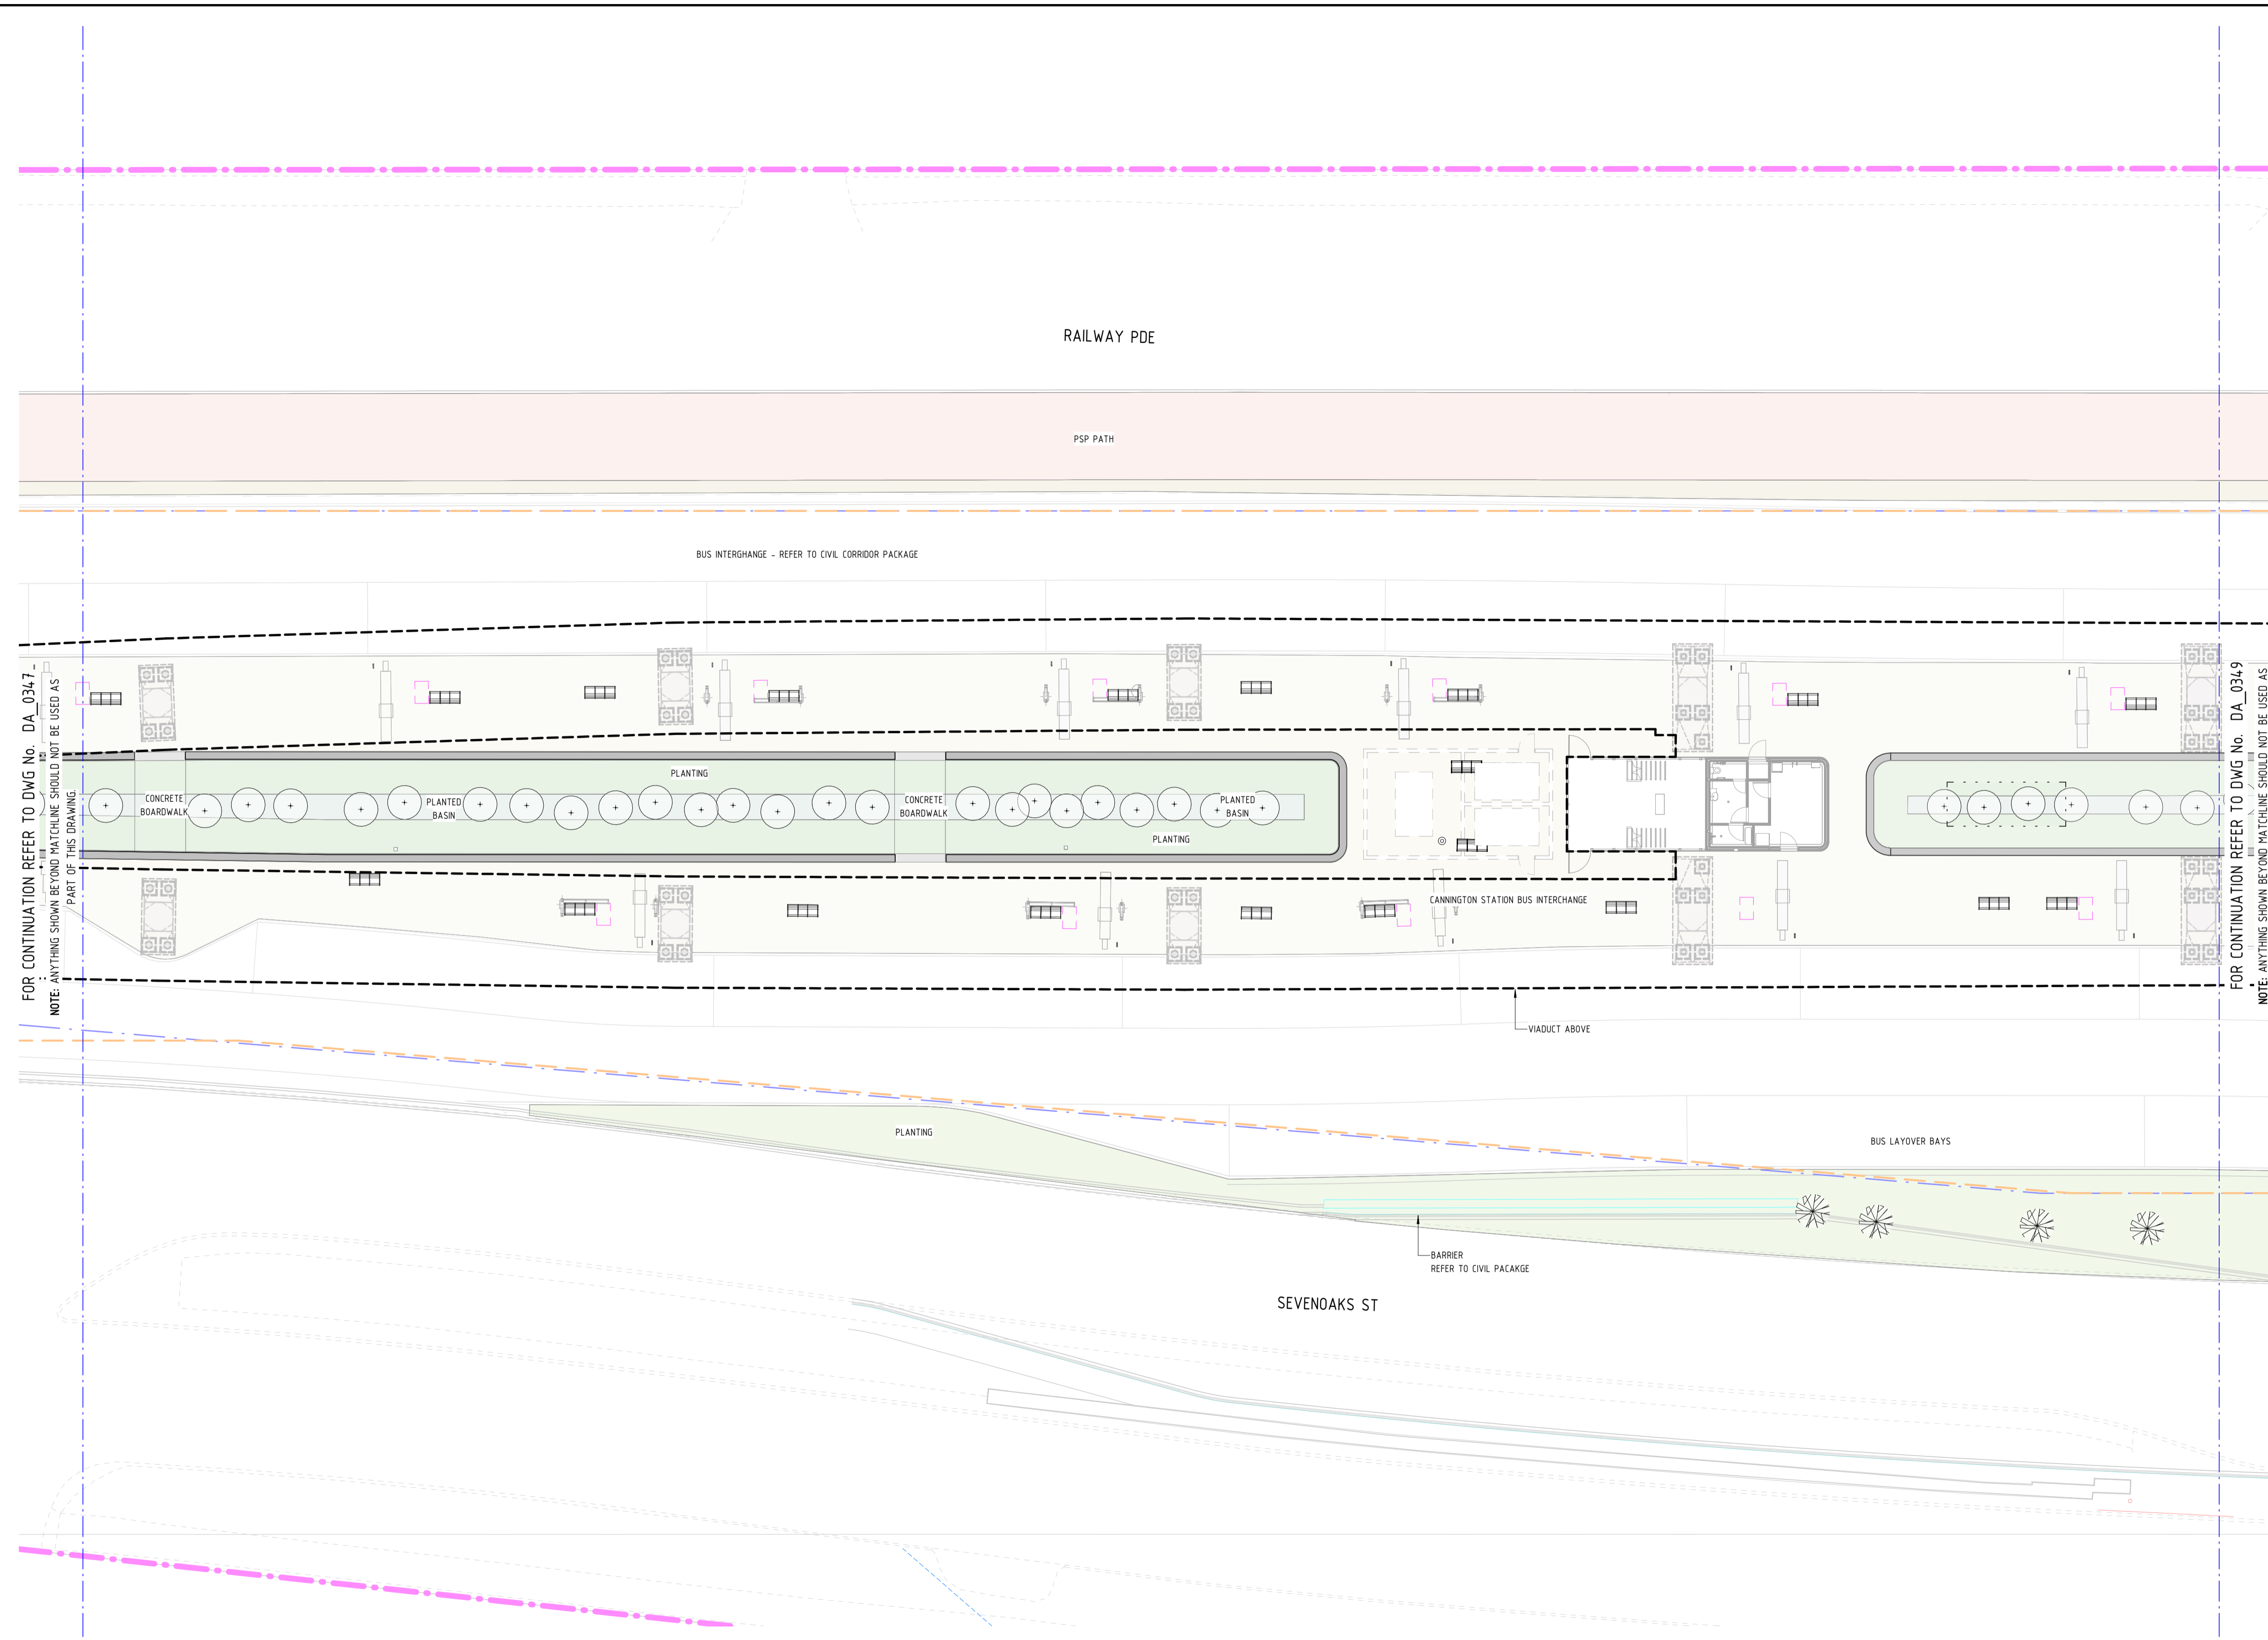 RAILWAY PDE
PSP PATH
BUS INTERGHANGE - REFER TO CIVIL CORRIDOR PACKAGE
FOR CONTINUATION REFER TO DWG No. DA_0347
NOTE: ANYTHING SHOWN BEYOND MATCHLINE SHOULD NOT BE USED AS
PART OF THIS DRAWING.
FOR CONTINUATION REFER TO DWG No. DA_0349
NOTE: ANYTHING SHOWN BEYOND MATCHLINE SHOULD NOT BE USED AS
PLANTING
CONCRETE
BOARDWALK
PLANTED
BASIN
CONCRETE
BOARDWALK
PLANTED
BASIN
PLANTING
CANNINGTON STATION BUS INTERCHANGE
VIADUCT ABOVE
PLANTING
BUS LAYOVER BAYS
BARRIER
REFER TO CIVIL PACAKGE
SEVENOAKS ST